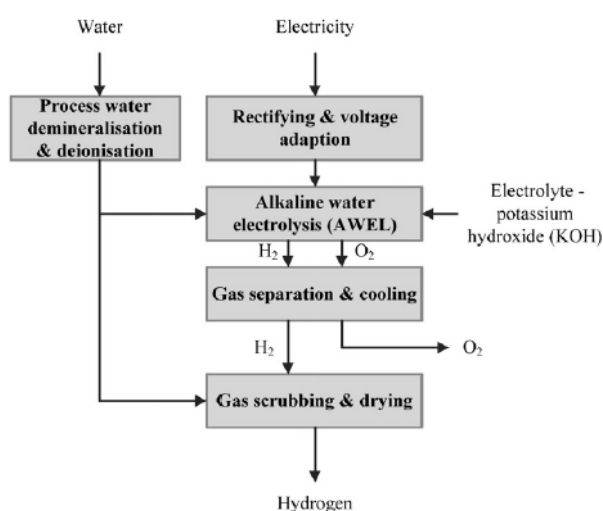 Water
Electricity
Process water
demineralisation
& deionisation
Rectifying & voltage
adaption
Alkaline water
electrolysis (AWEL)
Electrolyte -
potassium
hydroxide (KOH)
H₂
O₂
Gas separation & cooling
H₂
O₂
Gas scrubbing & drying
Hydrogen